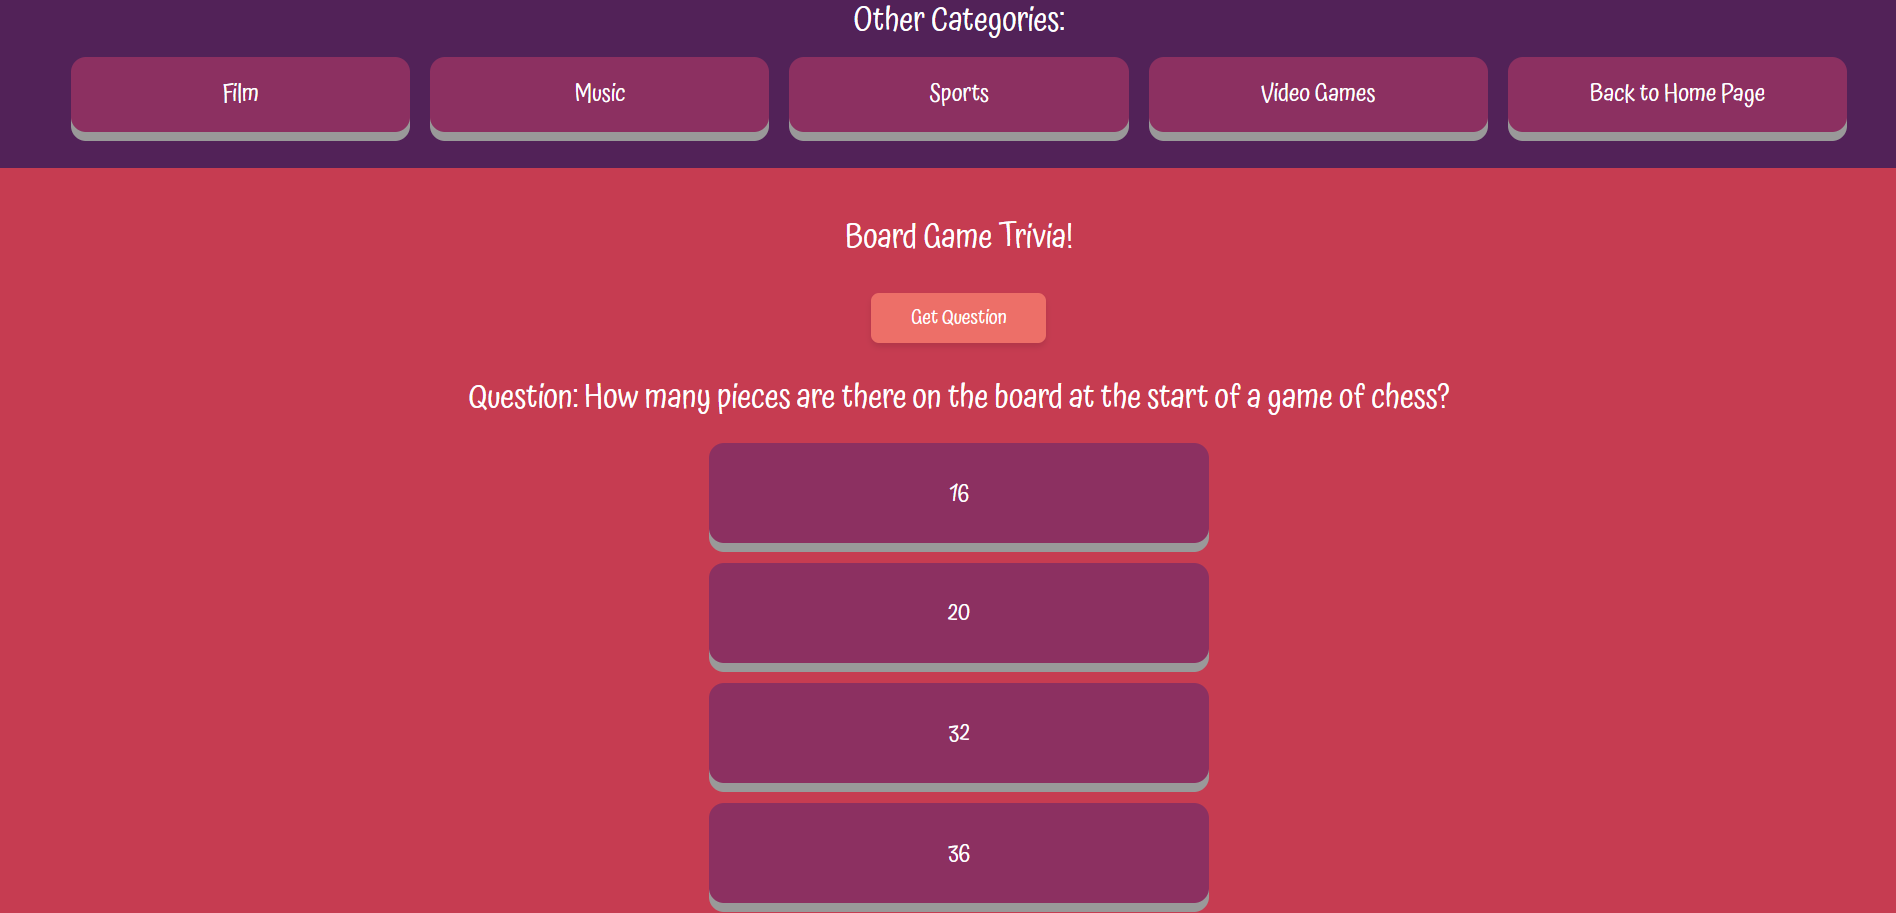 Other Categories:
Film
Music
Sports
Video Games
Back to Home Page
Board Game Trivia!
Get Question
Question: How many pieces are there on the board at the start of a game of chess?
16
20
32
36